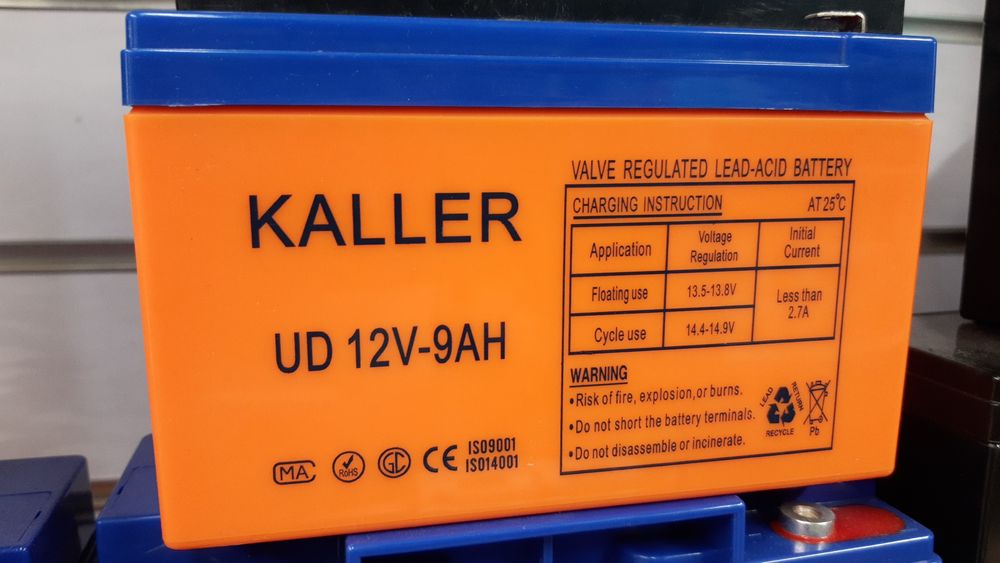 KALLER
UD 12V-9AH
MA
RoHS
GC
CE
ISO9001
ISO14001
VALVE REGULATED LEAD-ACID BATTERY
CHARGING INSTRUCTION AT 25°C
Application Voltage Regulation Initial Current
Floating use 13.5-13.8V Less than 2.7A
Cycle use 14.4-14.9V
WARNING
•Risk of fire, explosion, or burns.
•Do not short the battery terminals.
•Do not disassemble or incinerate.
LEAD RETURN
RECYCLE
Pb